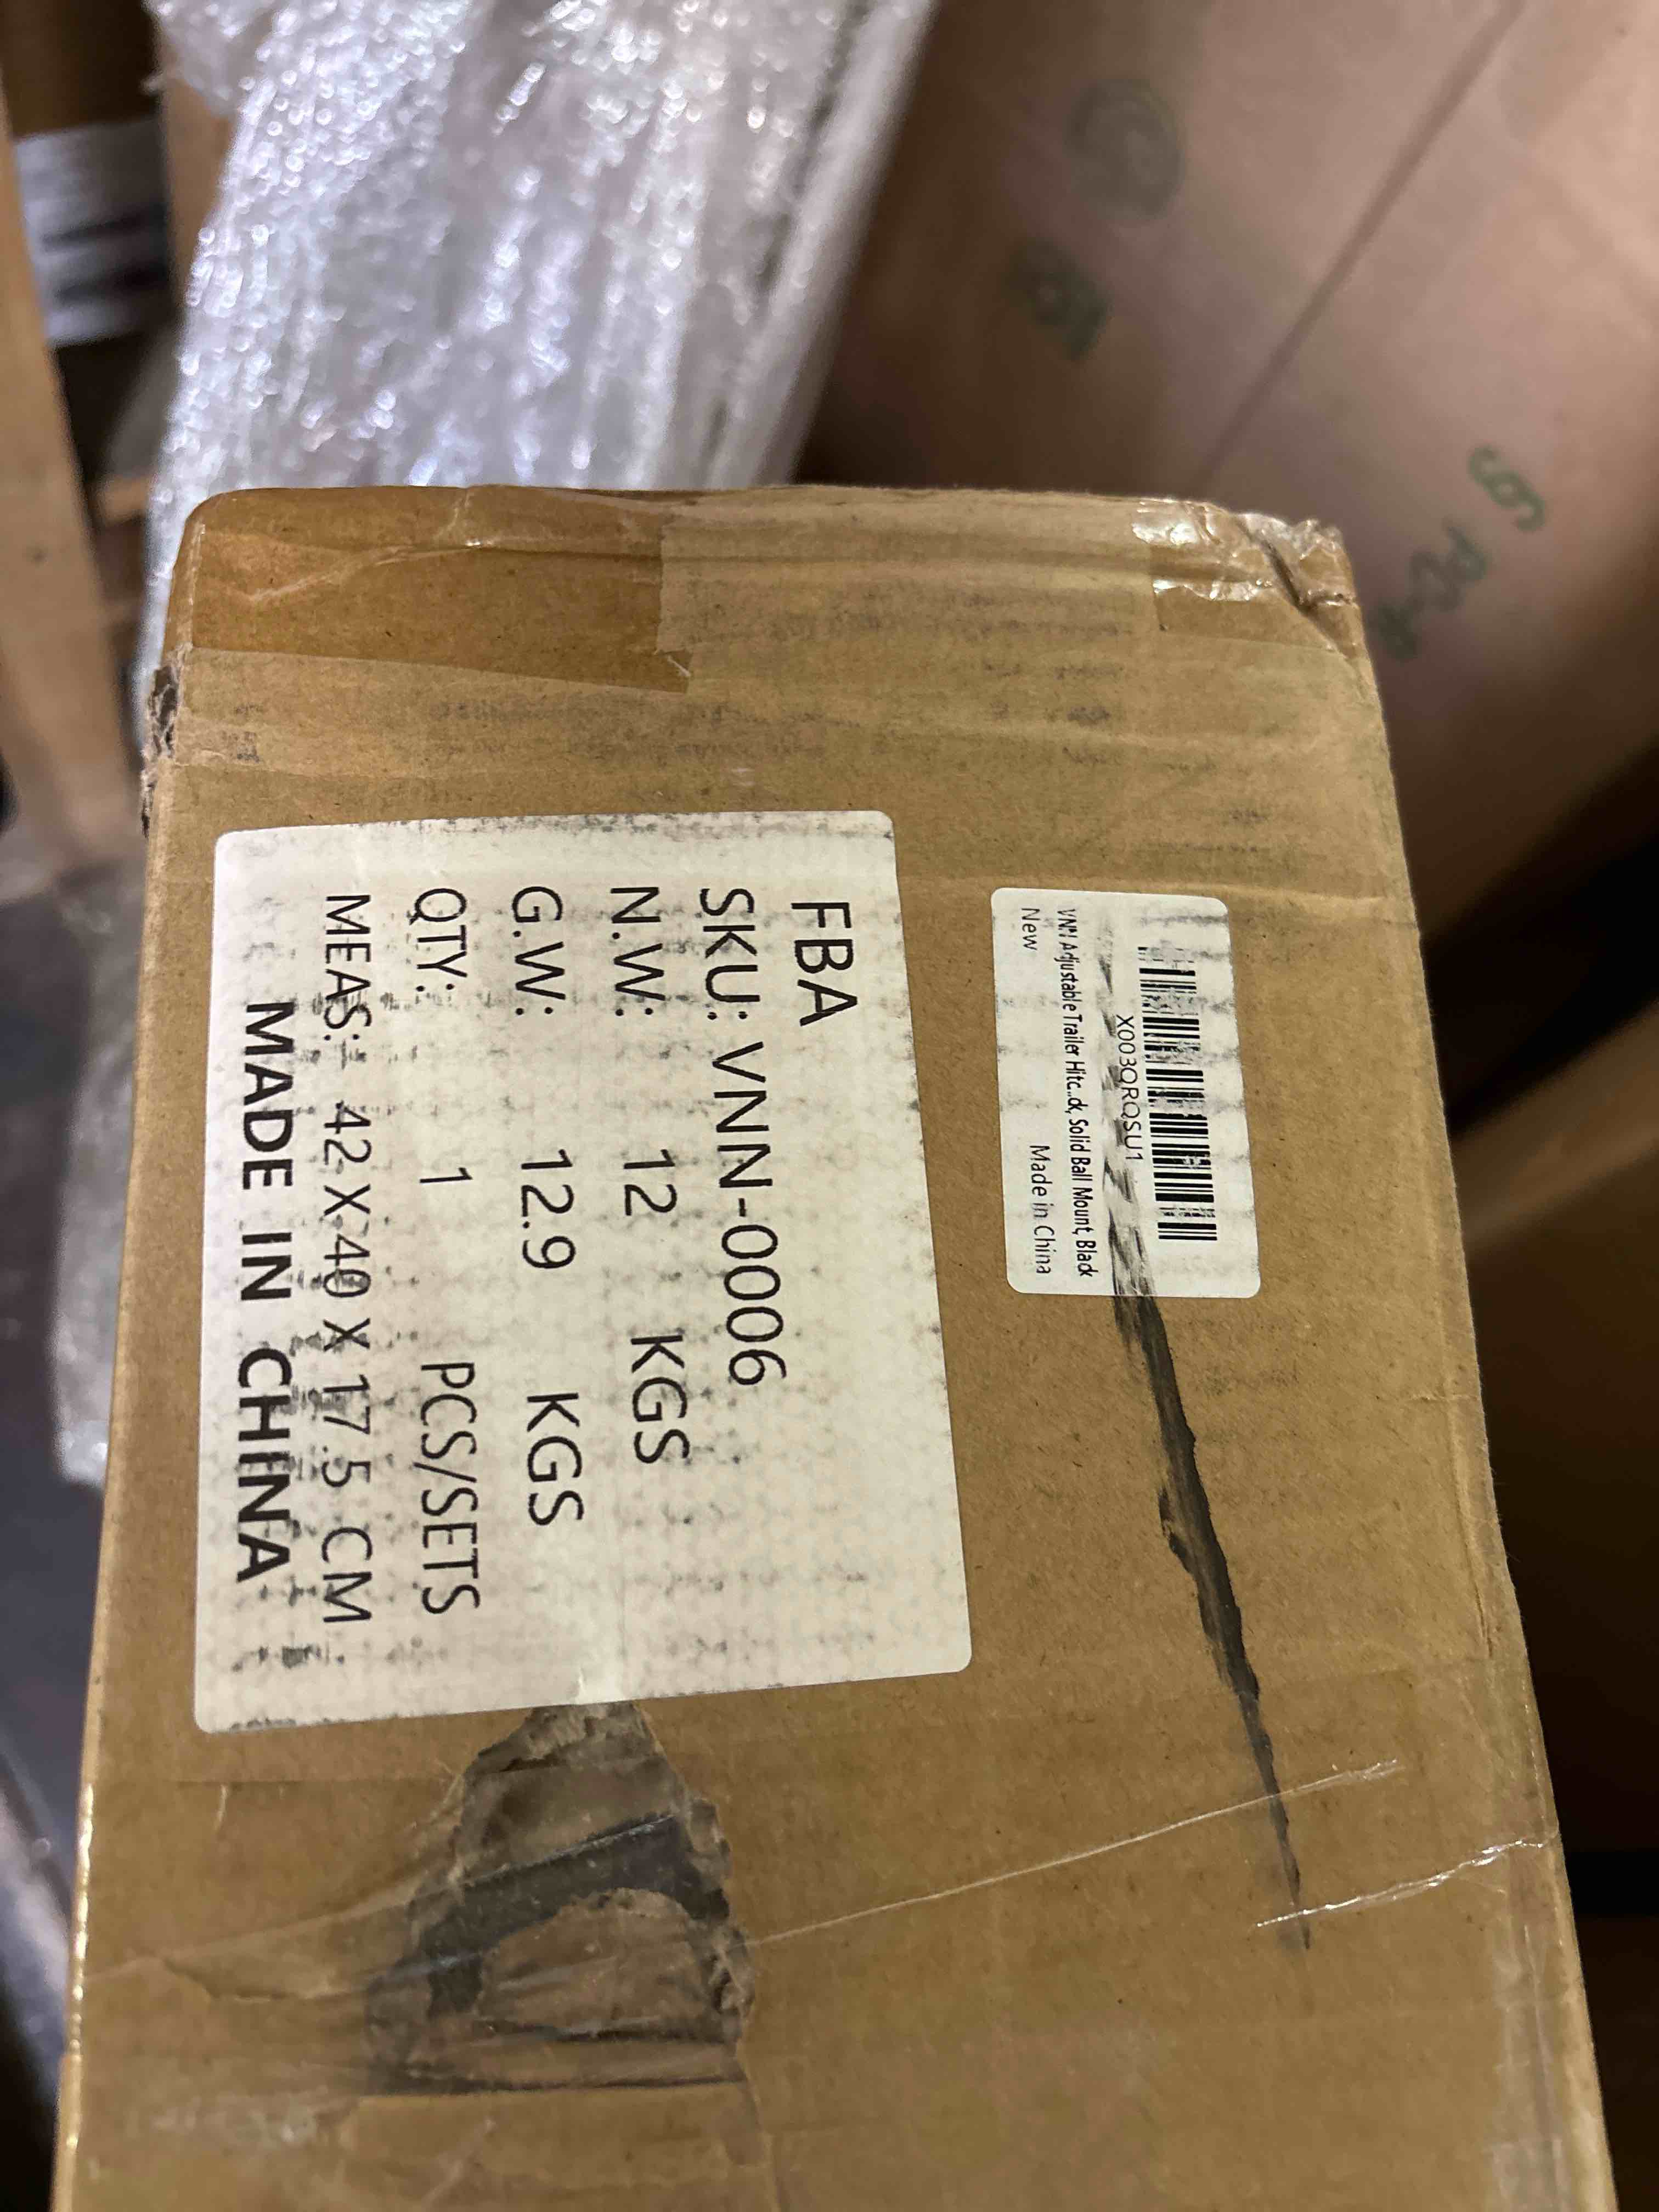 FBA
SKU: VNN-0006
N.W: 12 KGS
G.W: 12.9 KGS
QTY: 1 PCS/SETS
MEAS: 42 X 40 X 17.5 CM
MADE IN CHINA
X003QRQSU1
VNN Adjustable Trailer Hitc...ck, Solid Ball Mount, Black
New Made in China